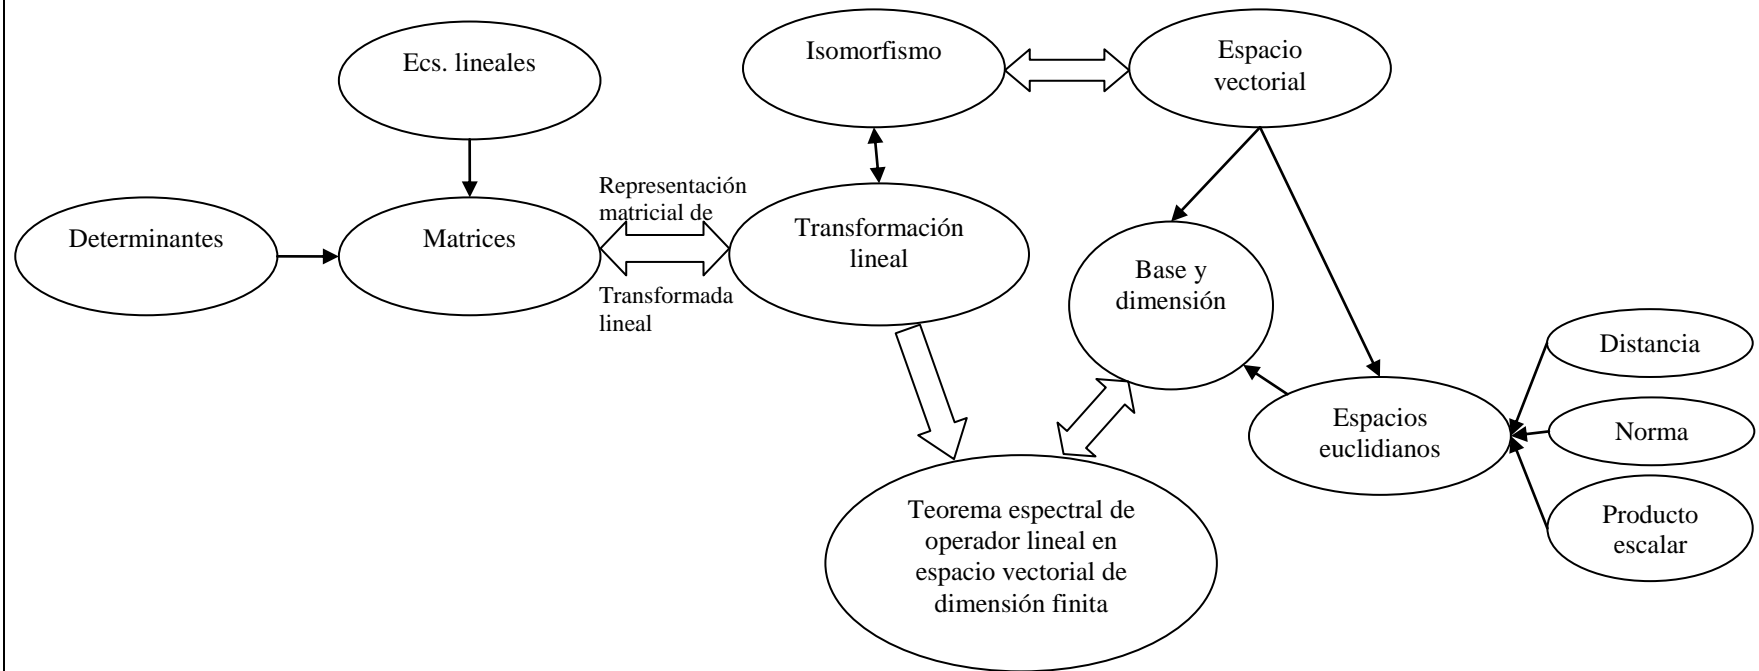 Ecs. lineales
Isomorfismo
Espacio
vectorial
Determinantes
Matrices
Representación
matricial de
Transformada
lineal
Transformación
lineal
Base y
dimensión
Distancia
Espacios
euclidianos
Norma
Producto
escalar
Teorema espectral de
operador lineal en
espacio vectorial de
dimensión finita